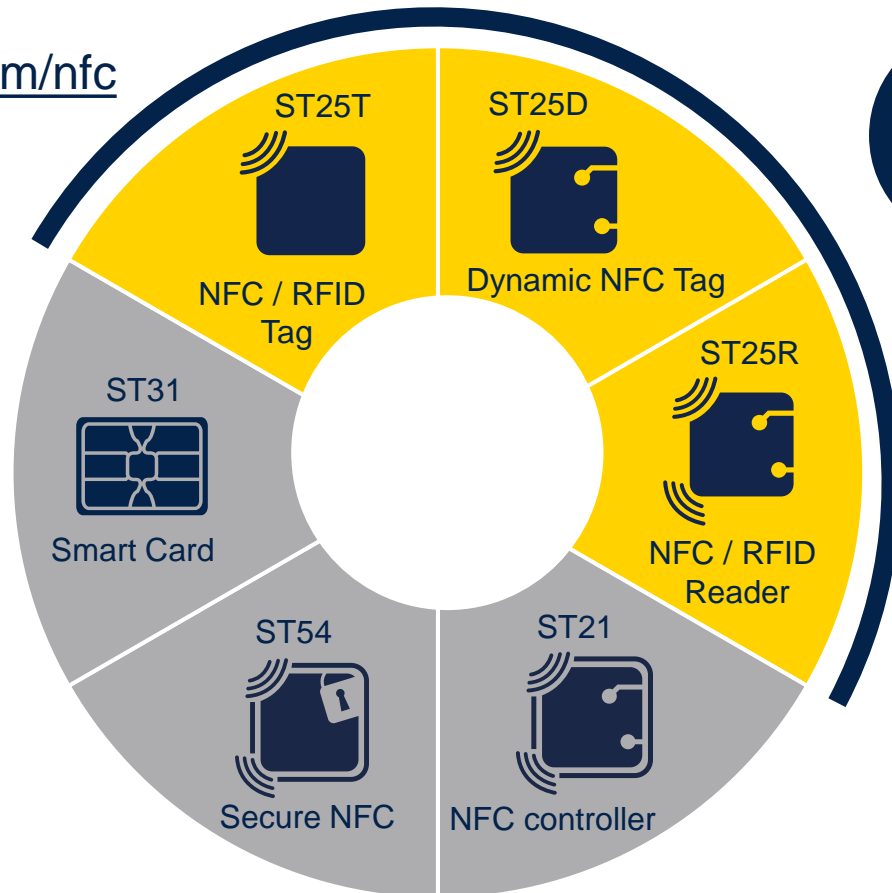 m/nfc
ST25T
NFC / RFID
Tag
ST25D
Dynamic NFC Tag
ST25R
NFC / RFID
Reader
ST31
Smart Card
ST54
Secure NFC
ST21
NFC controller